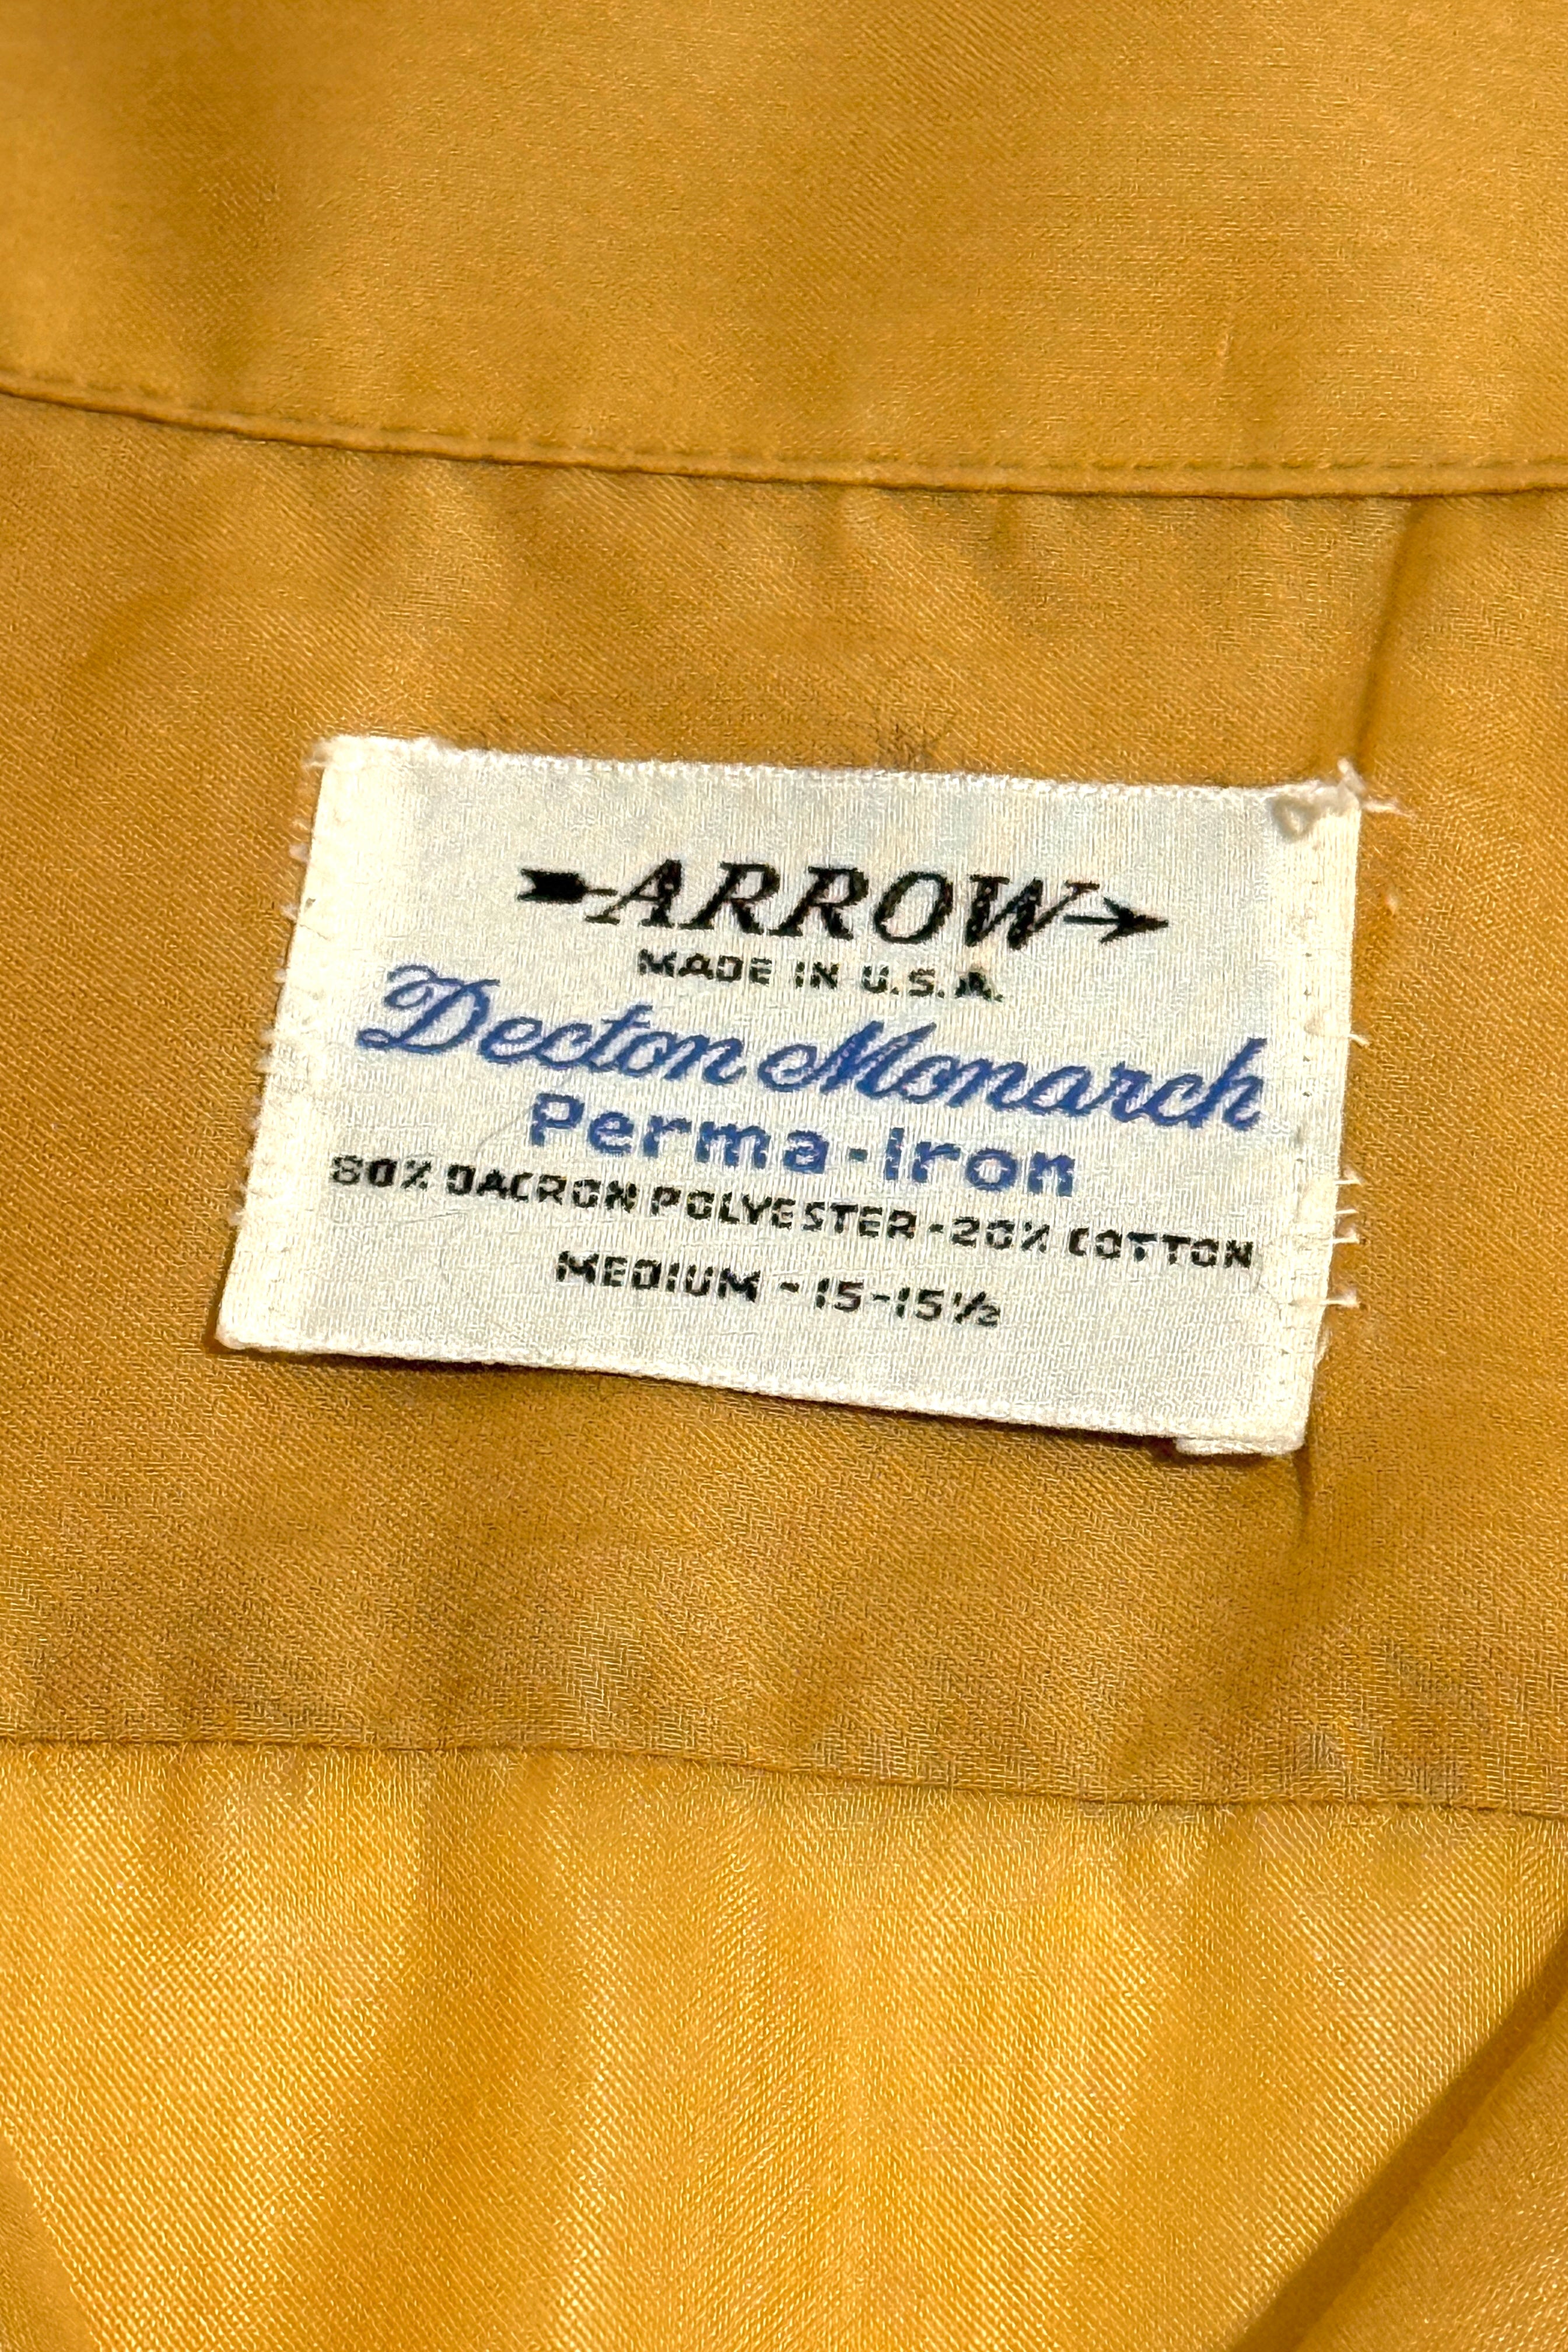 ARROW
MADE IN U.S.A.
Decton Monarch
Perma-Iron
80% DACRON POLYESTER-20% COTTON
MEDIUM - 15-15½